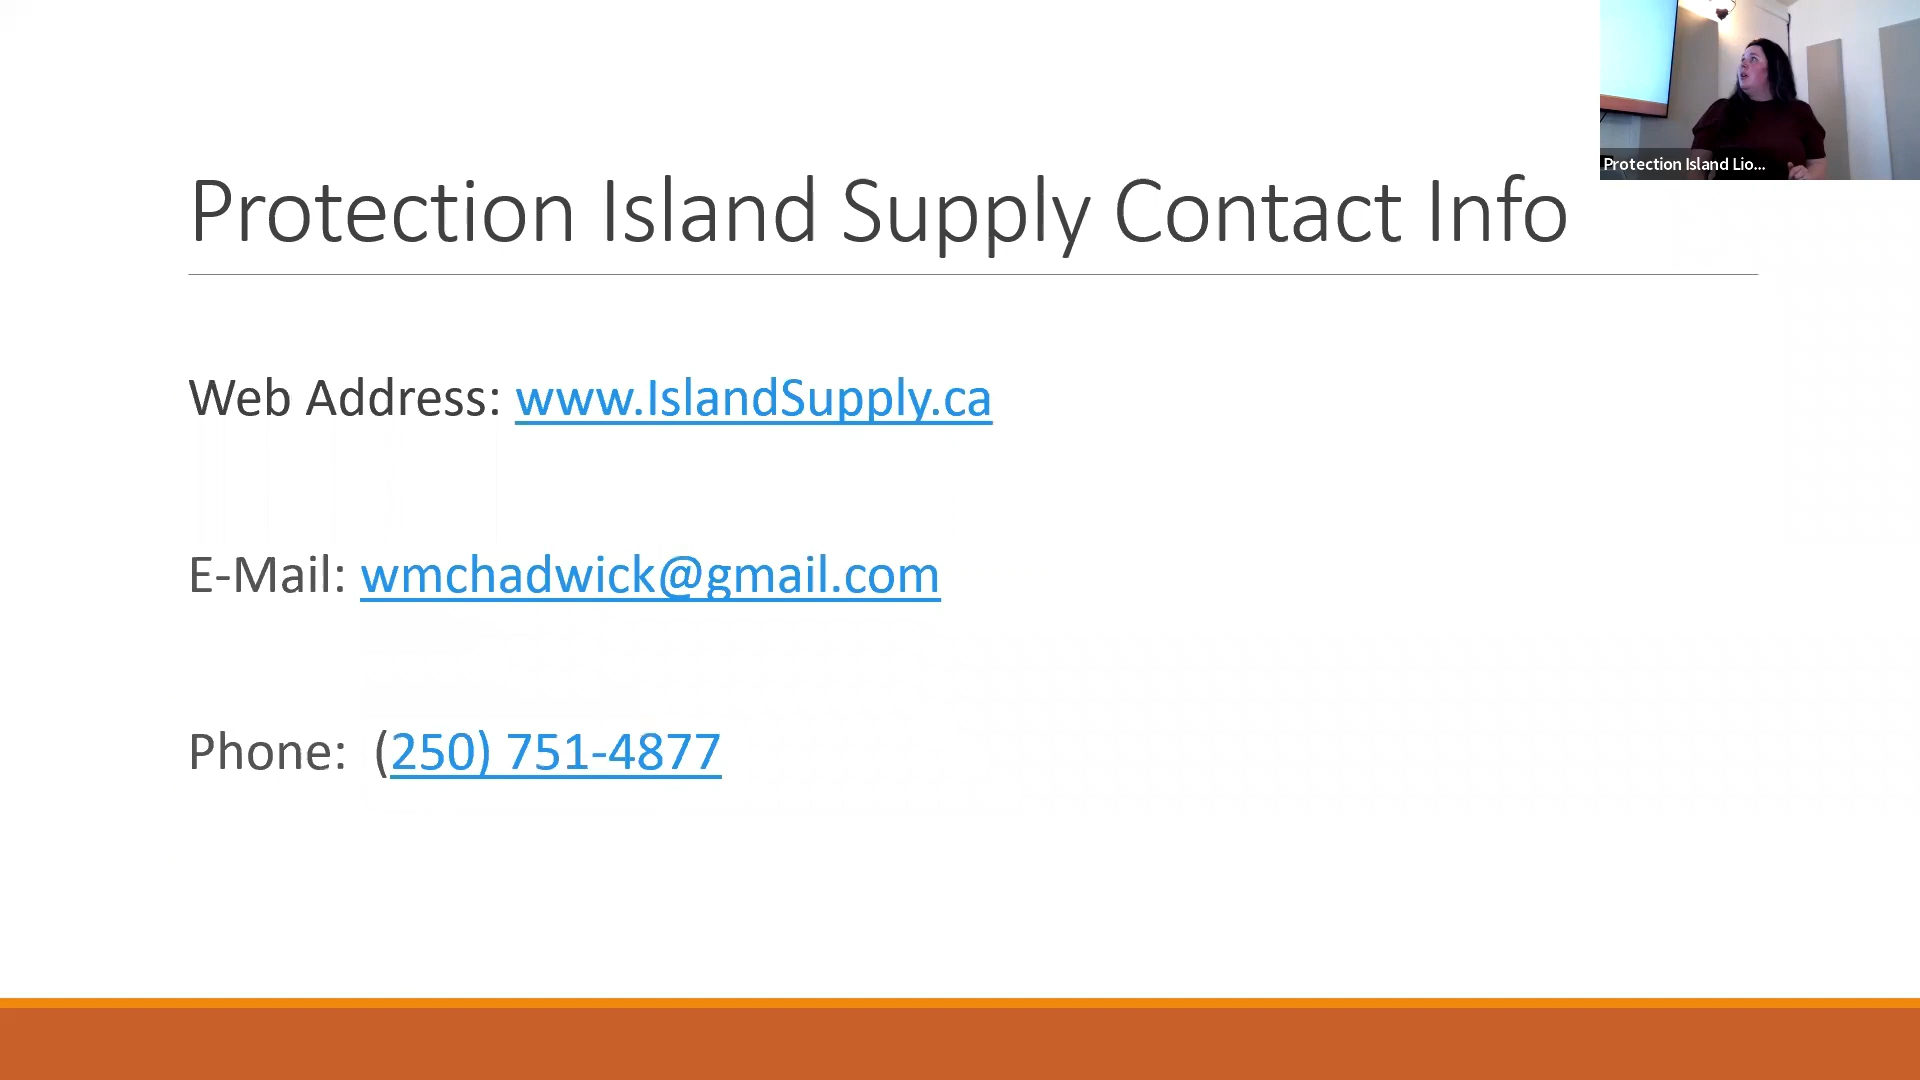 Protection Island Lio...
Protection Island Supply Contact Info
Web Address: www.IslandSupply.ca
E-Mail: wmchadwick@gmail.com
Phone: (250) 751-4877